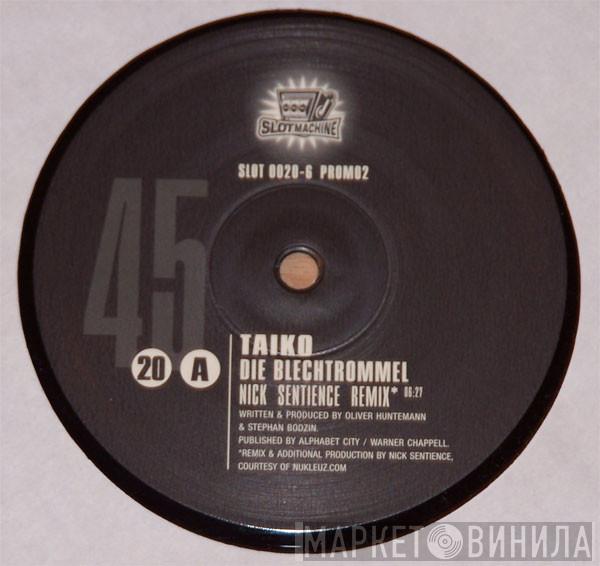 SLOTMACHINE
SLOT 0020-6 PROMO2
45
20 A
TAIKO
DIE BLECHTROMMEL
NICK SENTIENCE REMIX* 06:27
WRITTEN & PRODUCED BY OLIVER HUNTEMANN
& STEPHAN BODZIN.
PUBLISHED BY ALPHABET CITY / WARNER CHAPPELL.
*REMIX & ADDITIONAL PRODUCTION BY NICK SENTIENCE,
COURTESY OF NUKLEUZ.COM
МАРКЕТ ВИНИЛА